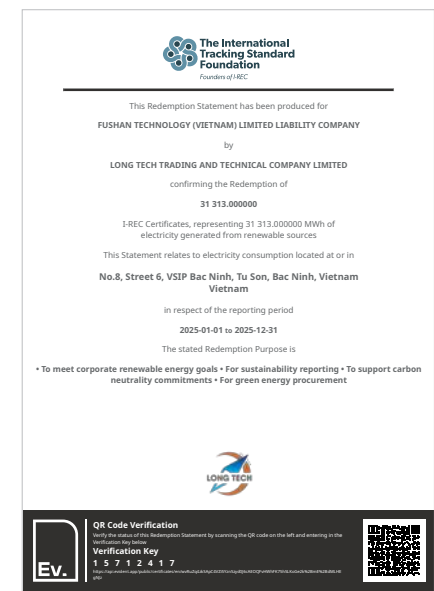 The International
Tracking Standard
Foundation
Founders of I-REC
This Redemption Statement has been produced for
FUSHAN TECHNOLOGY (VIETNAM) LIMITED LIABILITY COMPANY
by
LONG TECH TRADING AND TECHNICAL COMPANY LIMITED
confirming the Redemption of
31 313.000000
I-REC Certificates, representing 31 313.000000 MWh of
electricity generated from renewable sources
This Statement relates to electricity consumption located at or in
No.8, Street 6, VSIP Bac Ninh, Tu Son, Bac Ninh, Vietnam
Vietnam
in respect of the reporting period
2025-01-01 to 2025-12-31
The stated Redemption Purpose is
• To meet corporate renewable energy goals • For sustainability reporting • To support carbon
neutrality commitments • For green energy procurement
LONG TECH
Ev.
QR Code Verification
Verify the status of this Redemption Statement by scanning the QR code on the left and entering in the
Verification Key below
Verification Key
1 5 7 1 2 4 1 7